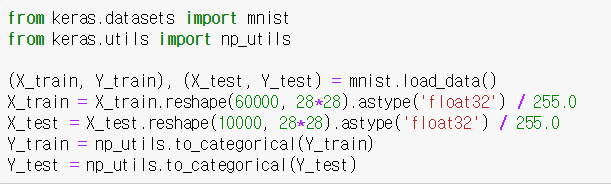 from keras.datasets import mnist
from keras.utils import np_utils
(X_train, Y_train), (X_test, Y_test) = mnist.load_data()
X_train = X_train.reshape(60000, 28*28).astype('float32') / 255.0
X_test = X_test.reshape(10000, 28*28).astype('float32') / 255.0
Y_train = np_utils.to_categorical(Y_train)
Y_test = np_utils.to_categorical(Y_test)